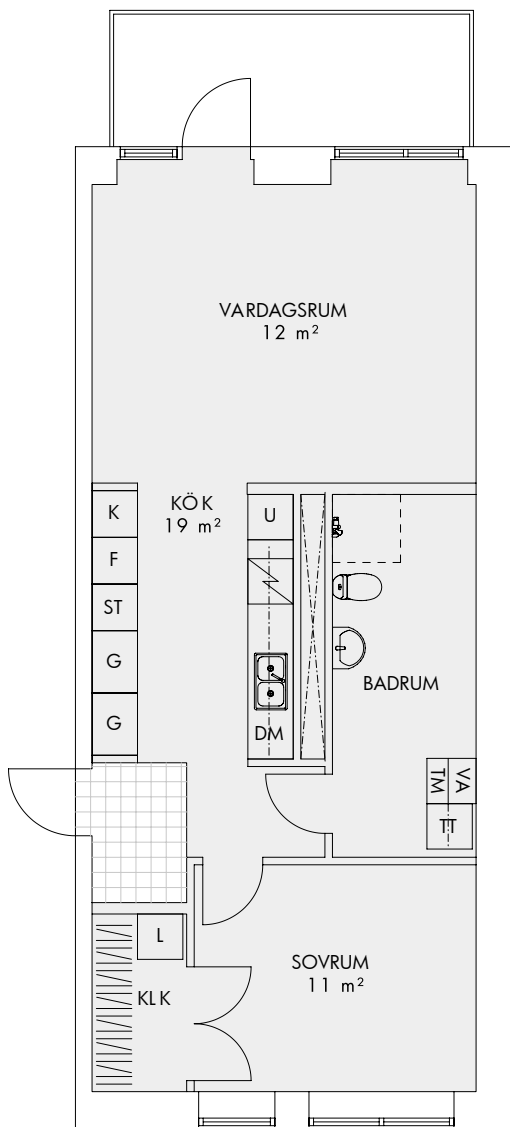 VARDAGSRUM
12 m²
KÖK
19 m²
K
U
F
ST
G
G
DM
BADRUM
TM
VA
TT
L
KLK
SOVRUM
11 m²